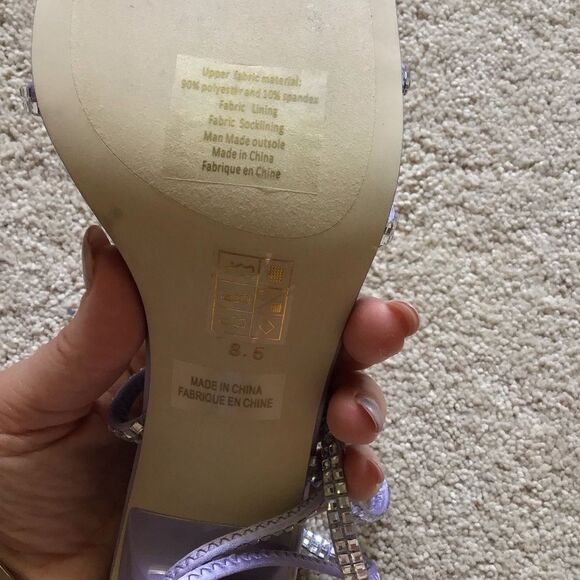 Upper fabric material:
90% polyester and 10% spandex
Fabric Lining
Fabric Socklining
Man Made outsole
Made in China
Fabrique en Chine
8.5
MADE IN CHINA
FABRIQUE EN CHINE